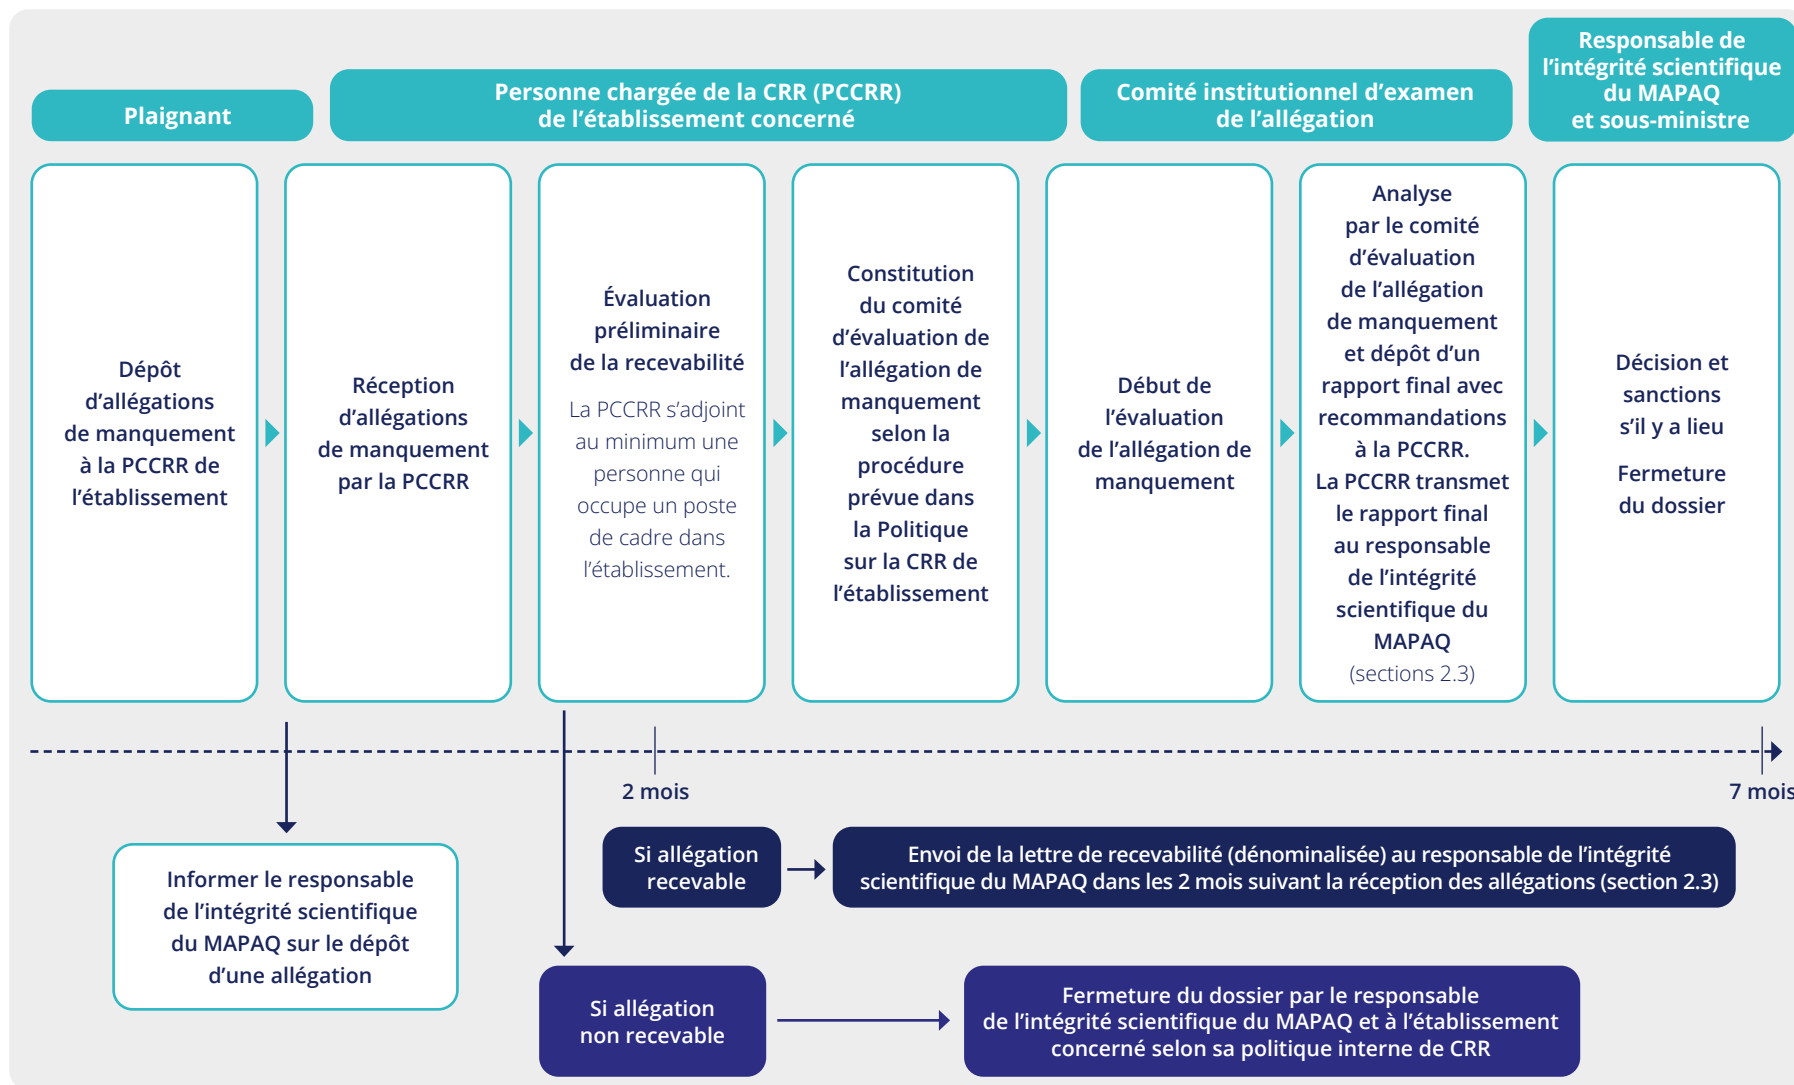 Plaignant
Personne chargée de la CRR (PCCRR)
de l’établissement concerné
Comité institutionnel d’examen
de l’allégation
Responsable de
l’intégrité scientifique
du MAPAQ
et sous-ministre
Dépôt
d’allégations
de manquement
à la PCCRR de
l’établissement
Réception
d’allégations
de manquement
par la PCCRR
Évaluation
préliminaire
de la recevabilité
La PCCRR s’adjoint
au minimum une
personne qui
occupe un poste
de cadre dans
l’établissement.
Constitution
du comité
d’évaluation de
l’allégation de
manquement
selon la
procédure
prévue dans
la Politique
sur la CRR de
l’établissement
Début de
l’évaluation
de l’allégation de
manquement
Analyse
par le comité
d’évaluation
de l’allégation
de manquement
et dépôt d’un
rapport final avec
recommandations
à la PCCRR.
La PCCRR transmet
le rapport final
au responsable
de l’intégrité
scientifique du
MAPAQ
(sections 2.3)
Décision et
sanctions
s’il y a lieu
Fermeture
du dossier
2 mois
7 mois
Informer le responsable
de l’intégrité scientifique
du MAPAQ sur le dépôt
d’une allégation
Si allégation
recevable
Envoi de la lettre de recevabilité (dénominalisée) au responsable de l’intégrité
scientifique du MAPAQ dans les 2 mois suivant la réception des allégations (section 2.3)
Si allégation
non recevable
Fermeture du dossier par le responsable
de l’intégrité scientifique du MAPAQ et à l’établissement
concerné selon sa politique interne de CRR